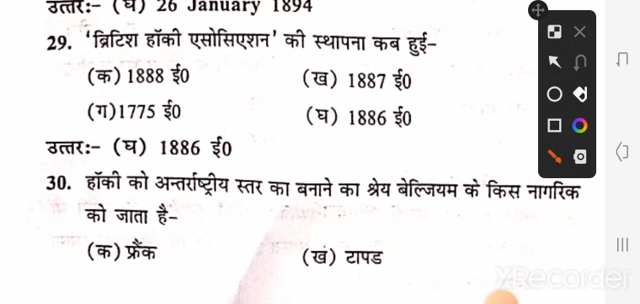 उत्तर:- (घ) 26 January 1894
29. ‘ब्रिटिश हॉकी एसोसिएशन’ की स्थापना कब हुई-
(क) 1888 ई0 (ख) 1887 ई0
(ग)1775 ई0 (घ) 1886 ई0
उत्तर:- (घ) 1886 ई0
30. हॉकी को अन्तर्राष्ट्रीय स्तर का बनाने का श्रेय बेल्जियम के किस नागरिक
को जाता है-
(क) फ्रैंक (ख) टापड
XRecorder